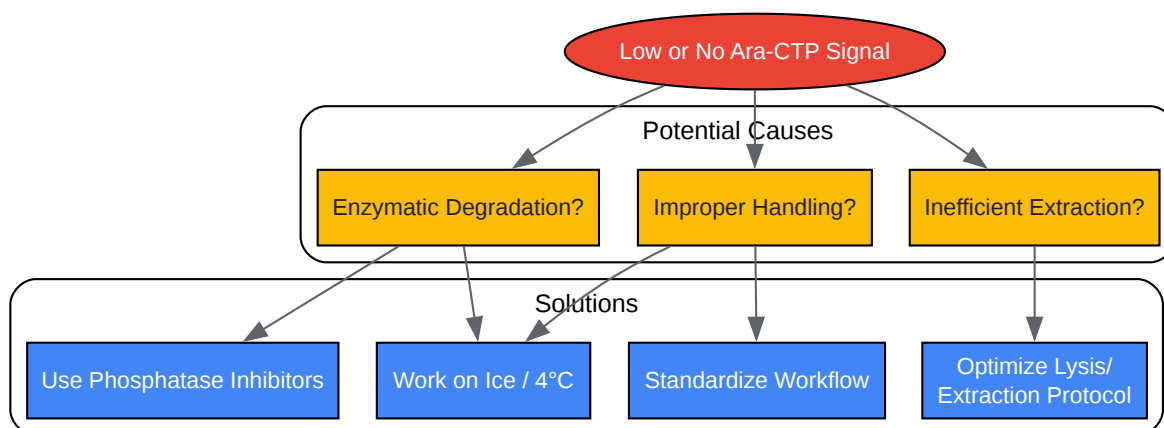 Low or No Ara-CTP Signal
Potential Causes
Enzymatic Degradation?
Improper Handling?
Inefficient Extraction?
Solutions
Use Phosphatase Inhibitors
Work on Ice / 4°C
Standardize Workflow
Optimize Lysis/
Extraction Protocol